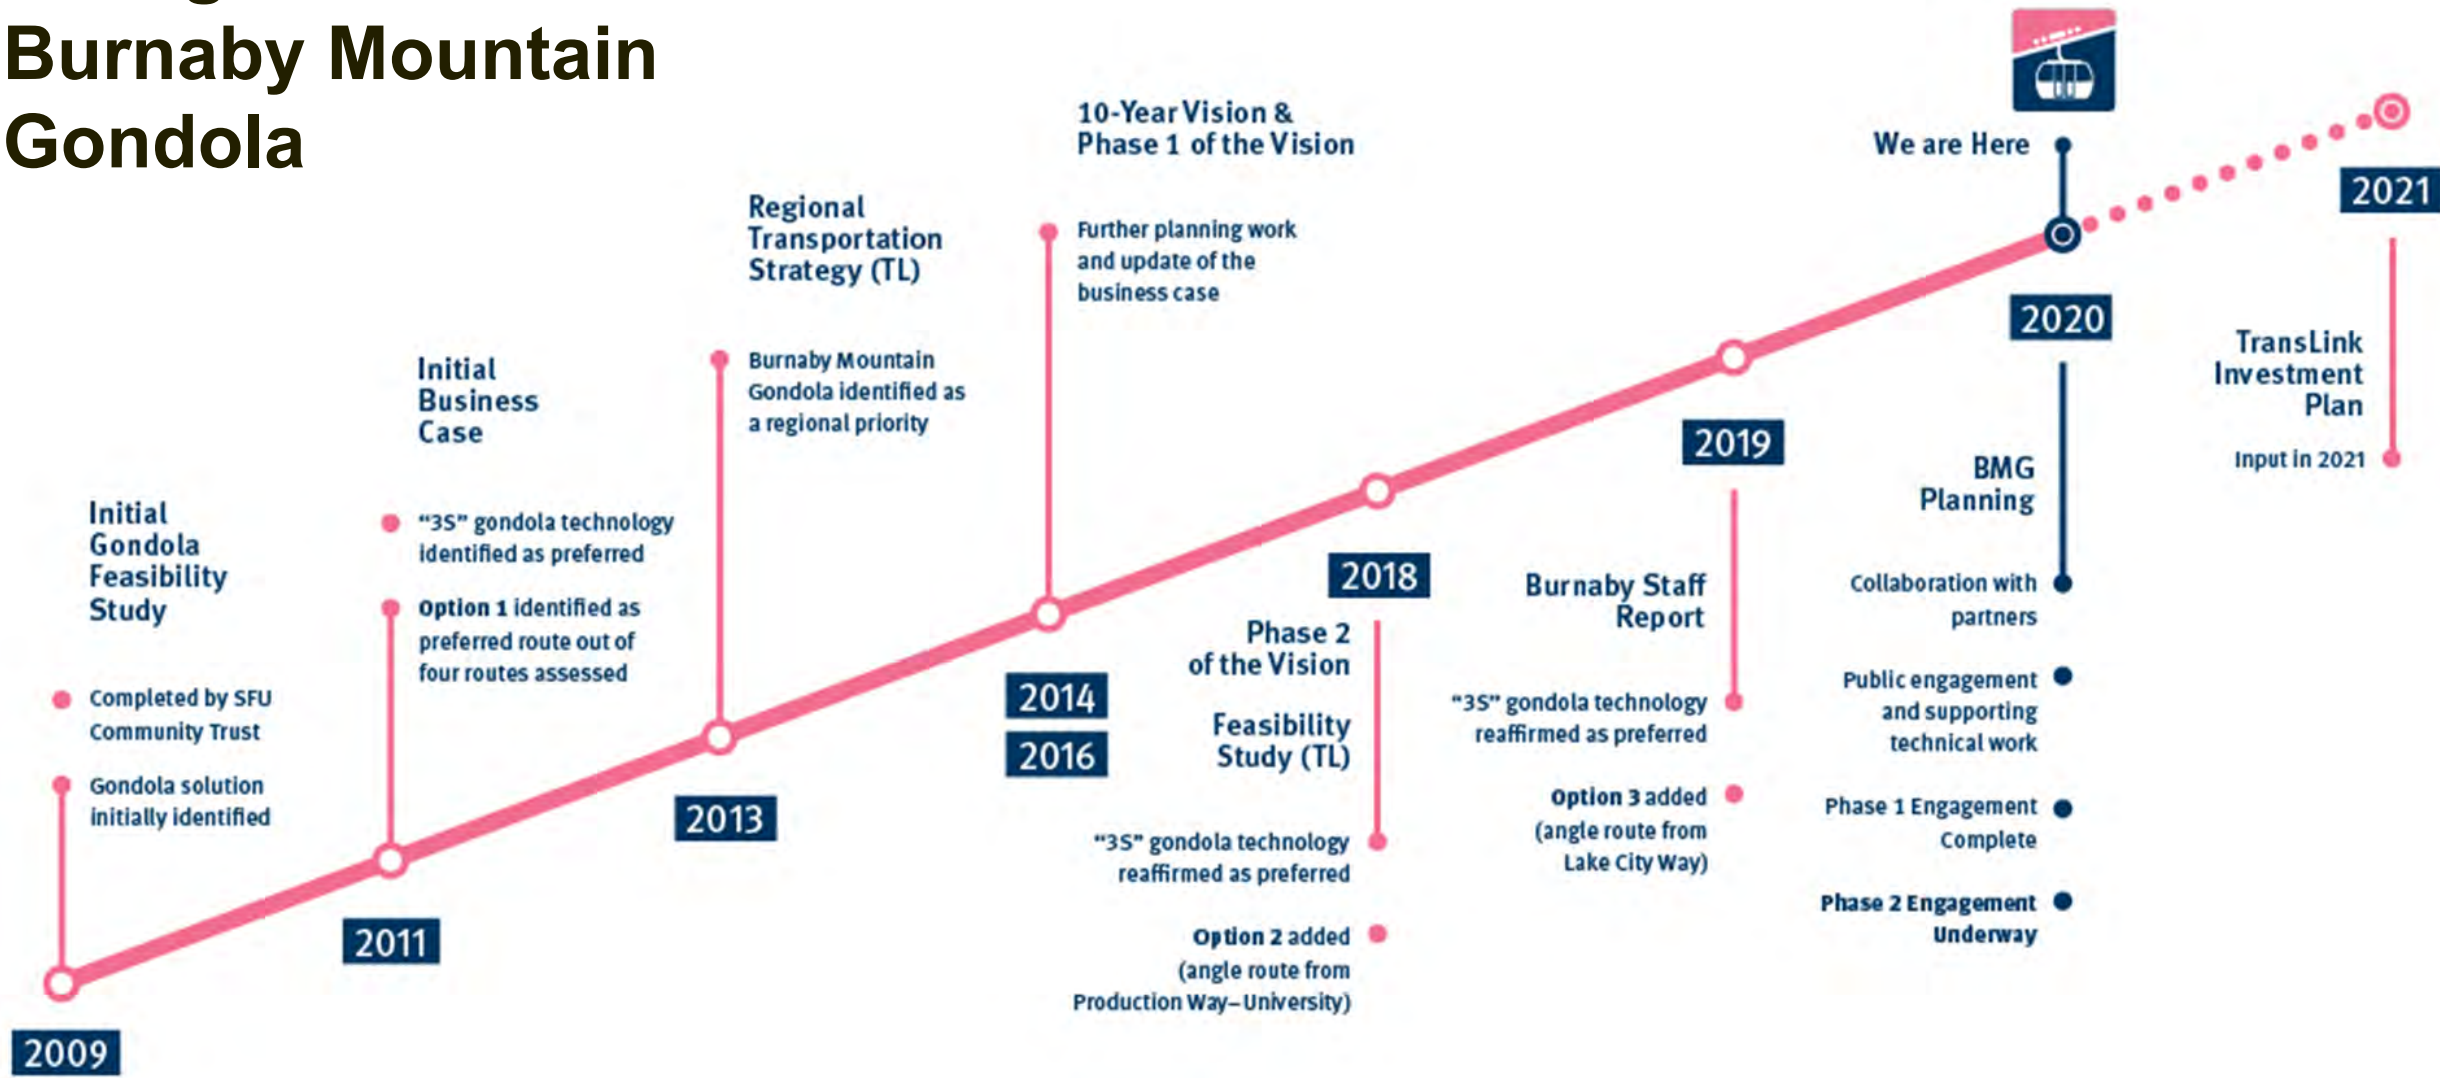 Burnaby Mountain
Gondola
Initial
Gondola
Feasibility
Study
Completed by SFU
Community Trust
Gondola solution
initially identified
2009
Initial
Business
Case
“3S” gondola technology
identified as preferred
Option 1 identified as
preferred route out of
four routes assessed
2011
Regional
Transportation
Strategy (TL)
Burnaby Mountain
Gondola identified as
a regional priority
2013
10-Year Vision &
Phase 1 of the Vision
Further planning work
and update of the
business case
2014
2016
2018
Phase 2
of the Vision
Feasibility
Study (TL)
“3S” gondola technology
reaffirmed as preferred
Option 2 added
(angle route from
Production Way–University)
2019
Burnaby Staff
Report
“3S” gondola technology
reaffirmed as preferred
Option 3 added
(angle route from
Lake City Way)
We are Here
2020
BMG
Planning
Collaboration with
partners
Public engagement
and supporting
technical work
Phase 1 Engagement
Complete
Phase 2 Engagement
Underway
2021
TransLink
Investment
Plan
Input in 2021